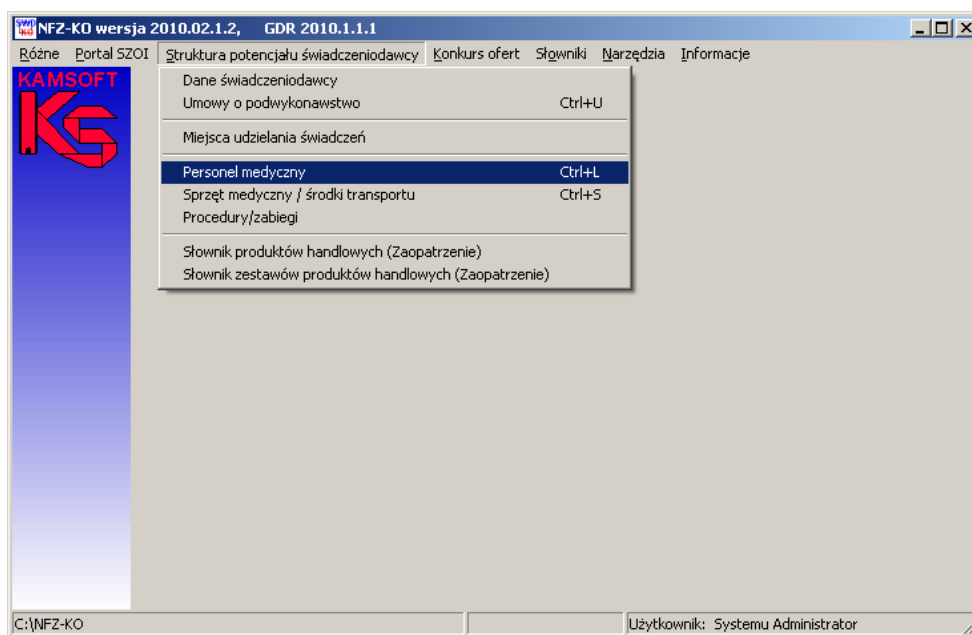 NFZ-KO wersja 2010.02.1.2, GDR 2010.1.1.1
Różne Portal SZOI Struktura potencjału świadczeniodawcy Konkurs ofert Słowniki Narzędzia Informacje
KAMSOFT
Dane świadczeniodawcy
Umowy o podwykonawstwo Ctrl+U
Miejsca udzielania świadczeń
Personel medyczny Ctrl+L
Sprzęt medyczny / środki transportu Ctrl+S
Procedury/zabiegi
Słownik produktów handlowych (Zaopatrzenie)
Słownik zestawów produktów handlowych (Zaopatrzenie)
C:\NFZ-KO Użytkownik: Systemu Administrator